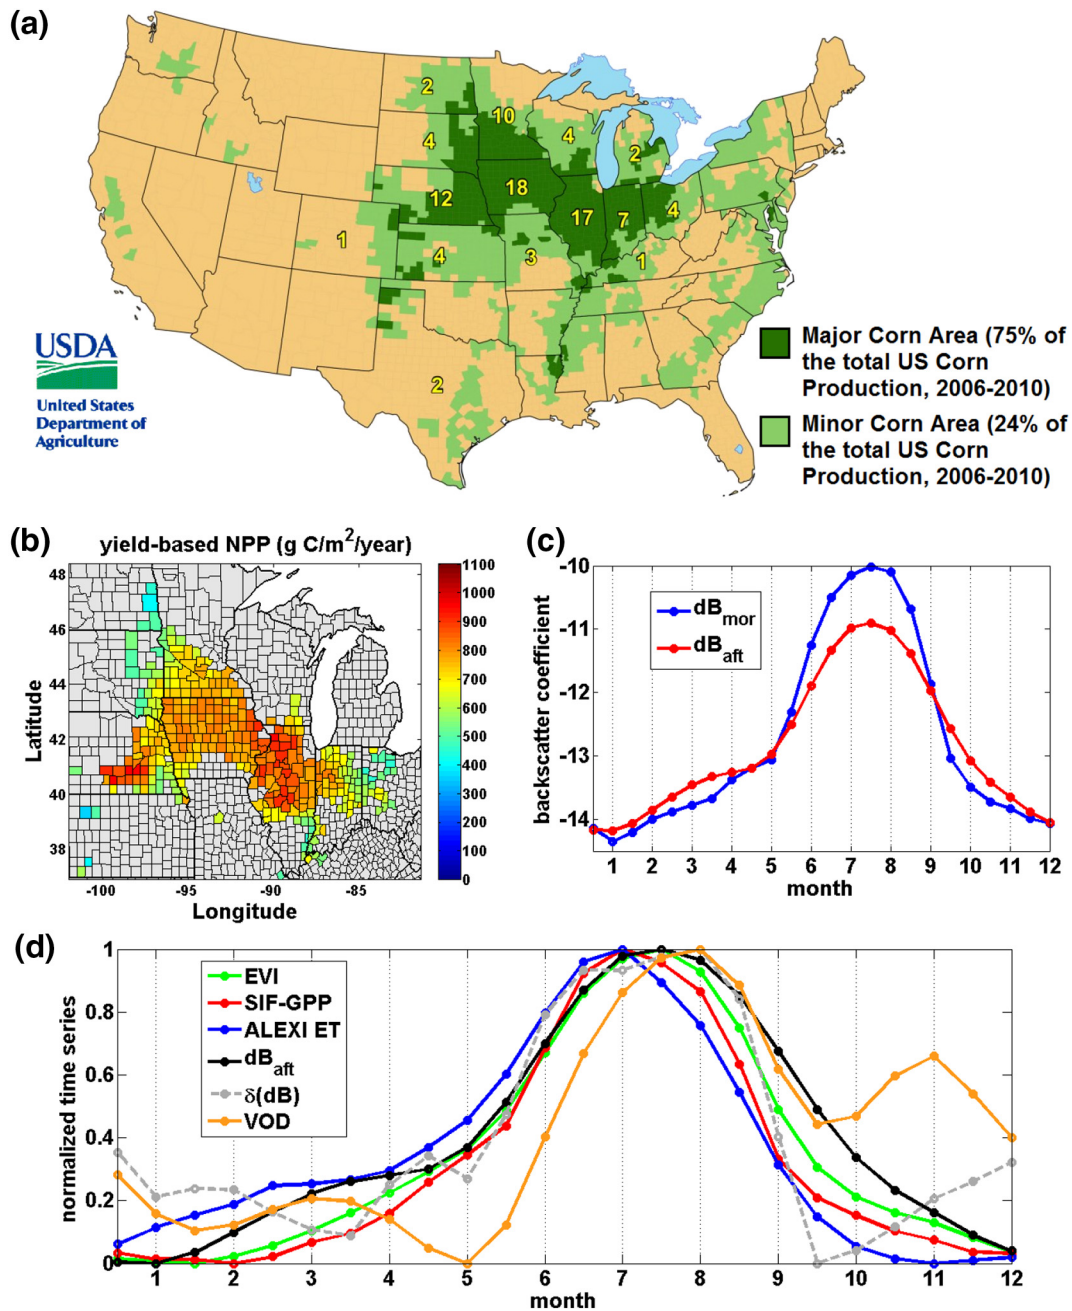 (a)
2
10
4
4
2
12
18
17
7
4
1
4
3
1
2
USDA
United States
Department of
Agriculture
Major Corn Area (75% of
the total US Corn
Production, 2006-2010)
Minor Corn Area (24% of
the total US Corn
Production, 2006-2010)
(b)
yield-based NPP (g C/m²/year)
48
46
44
42
40
38
Latitude
-100
-95
-90
-85
Longitude
1100
1000
900
800
700
600
500
400
300
200
100
0
(c)
-10
-11
-12
-13
-14
backscatter coefficient
dBmor
dBaft
1 2 3 4 5 6 7 8 9 10 11 12
month
(d)
1
0.8
0.6
0.4
0.2
0
normalized time series
EVI
SIF-GPP
ALEXI ET
dBaft
δ(dB)
VOD
1 2 3 4 5 6 7 8 9 10 11 12
month